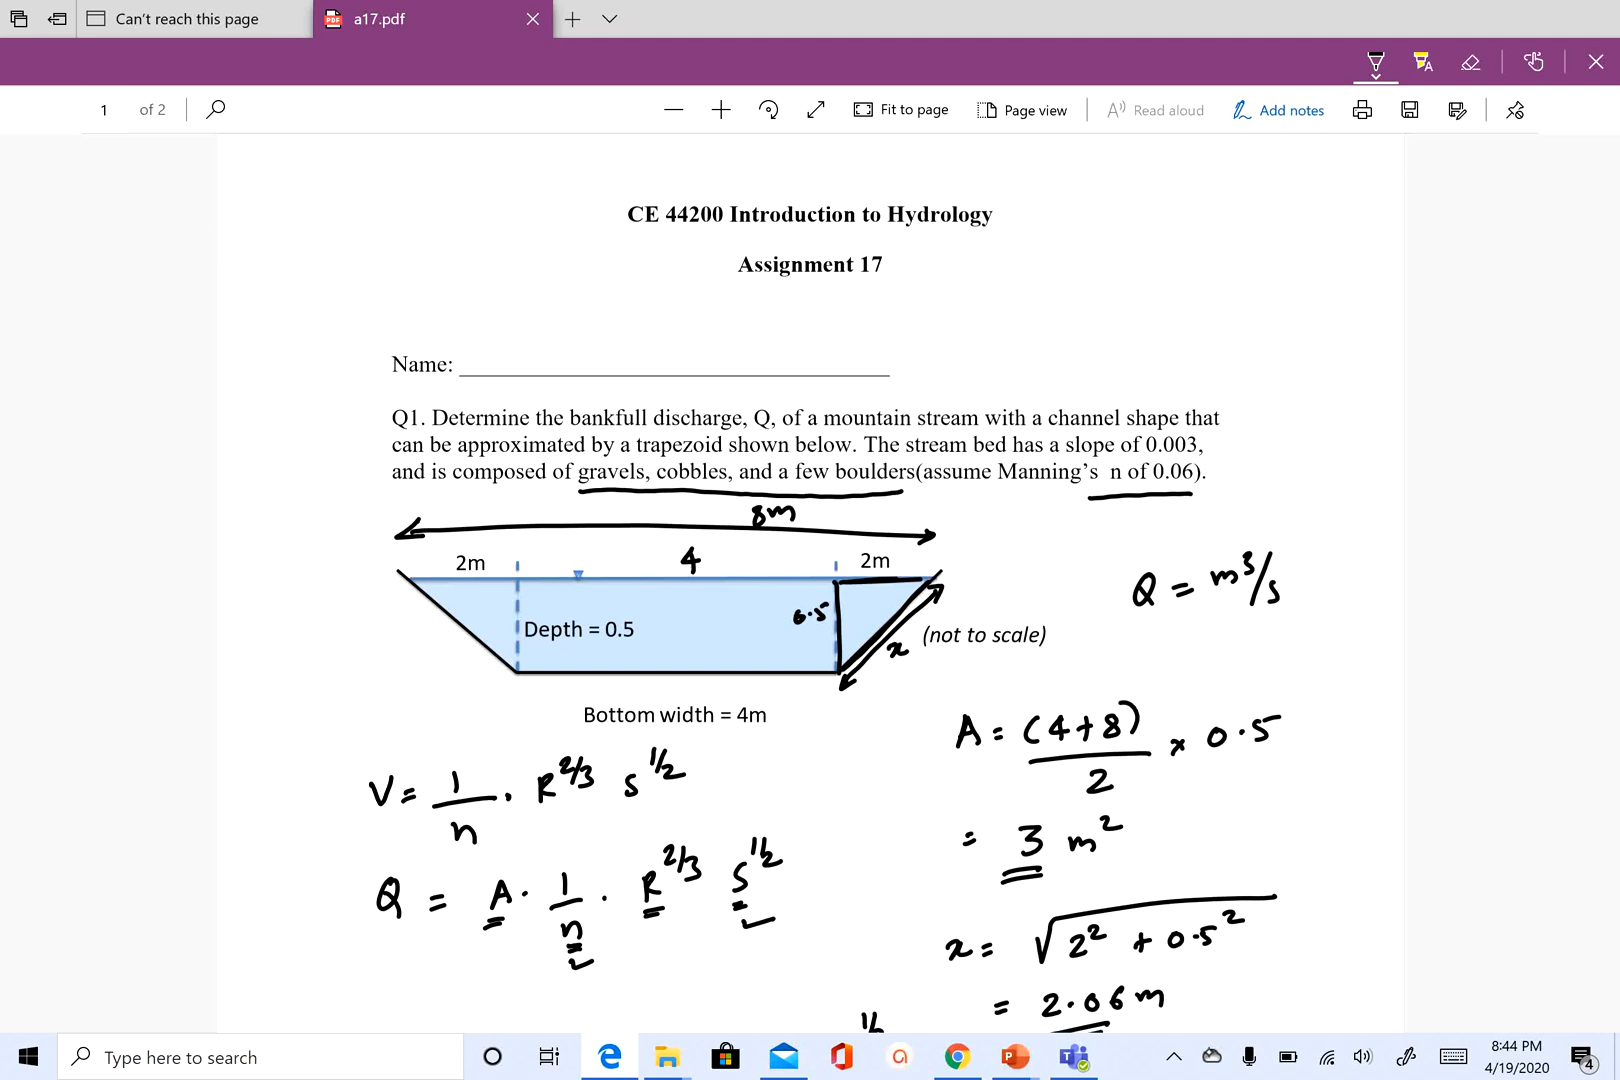 Can't reach this page
a17.pdf
1 of 2
Fit to page
Page view
Read aloud
Add notes
CE 44200 Introduction to Hydrology
Assignment 17
Name:
Q1. Determine the bankfull discharge, Q, of a mountain stream with a channel shape that
can be approximated by a trapezoid shown below. The stream bed has a slope of 0.003,
and is composed of gravels, cobbles, and a few boulders(assume Manning's n of 0.06).
8m
2m 4 2m
Q = m³/s
0.5
Depth = 0.5
x (not to scale)
Bottom width = 4m
A = (4+8)/2 × 0.5
V = 1/n · R^2/3 S^1/2
= 3 m²
Q = A · 1/n · R^2/3 S^1/2
x = √2² + 0.5²
= 2.06 m
1/2
Type here to search
8:44 PM
4/19/2020
4